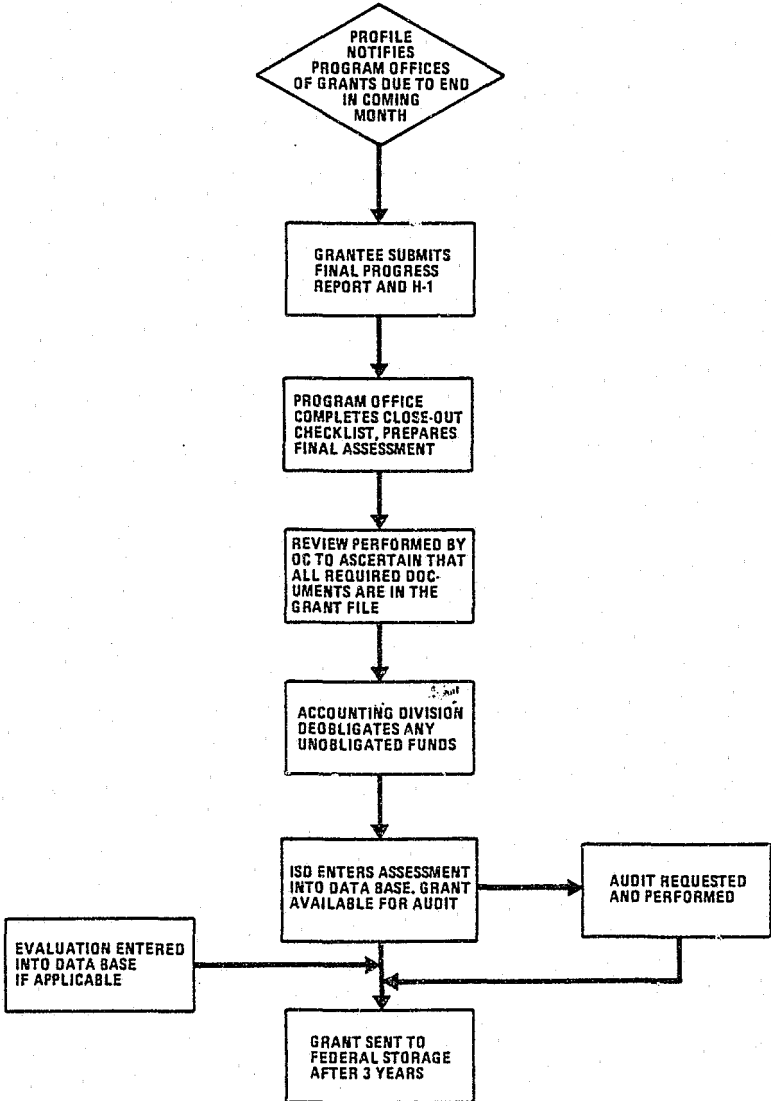 PROFILE
NOTIFIES
PROGRAM OFFICES
OF GRANTS DUE TO END
IN COMING
MONTH
GRANTEE SUBMITS
FINAL PROGRESS
REPORT AND H-1
PROGRAM OFFICE
COMPLETES CLOSE-OUT
CHECKLIST, PREPARES
FINAL ASSESSMENT
REVIEW PERFORMED BY
OC TO ASCERTAIN THAT
ALL REQUIRED DOC-
UMENTS ARE IN THE
GRANT FILE
ACCOUNTING DIVISION
DEOBLIGATES ANY
UNOBLIGATED FUNDS
ISD ENTERS ASSESSMENT
INTO DATA BASE. GRANT
AVAILABLE FOR AUDIT
AUDIT REQUESTED
AND PERFORMED
EVALUATION ENTERED
INTO DATA BASE
IF APPLICABLE
GRANT SENT TO
FEDERAL STORAGE
AFTER 3 YEARS